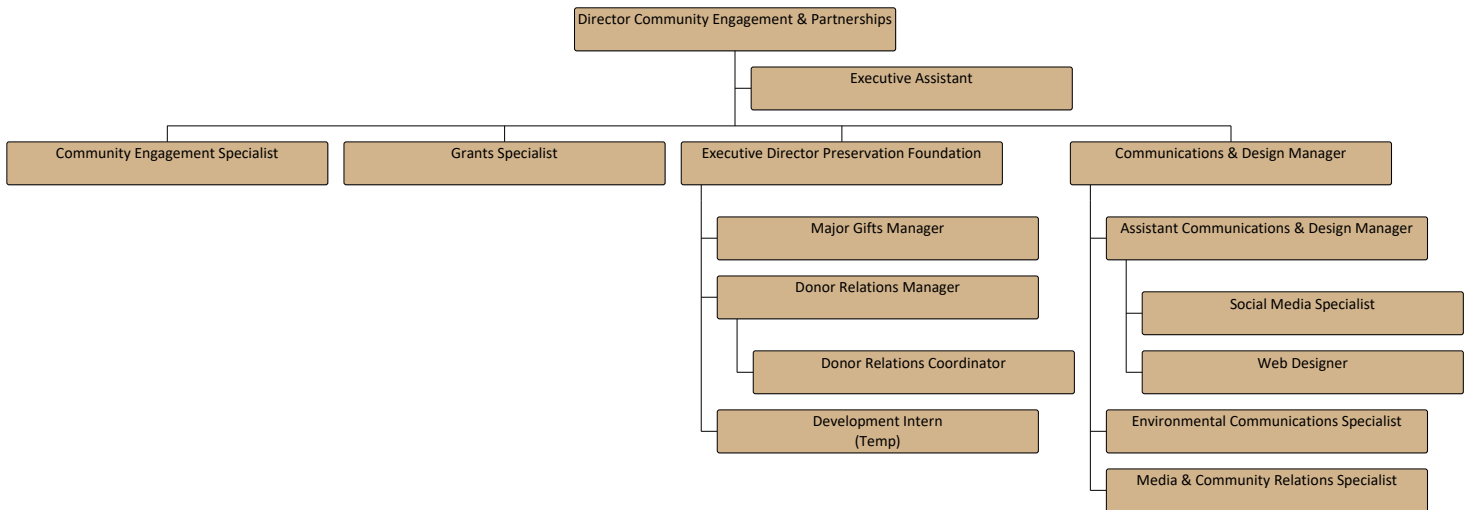 Director Community Engagement & Partnerships
Executive Assistant
Community Engagement Specialist
Grants Specialist
Executive Director Preservation Foundation
Communications & Design Manager
Major Gifts Manager
Assistant Communications & Design Manager
Donor Relations Manager
Social Media Specialist
Donor Relations Coordinator
Web Designer
Development Intern
(Temp)
Environmental Communications Specialist
Media & Community Relations Specialist